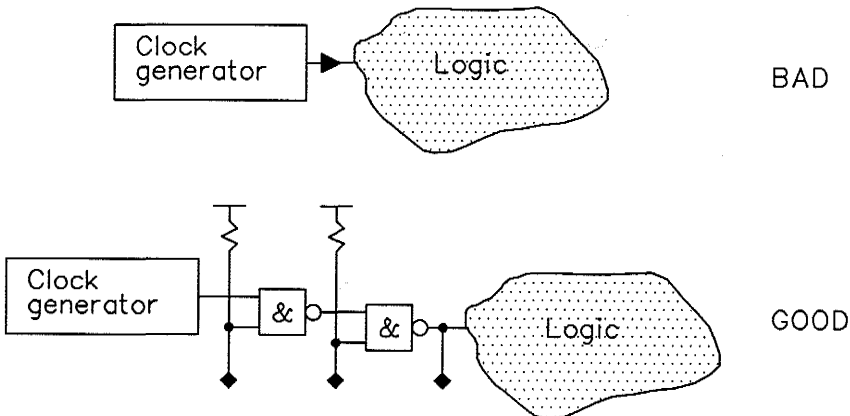 Clock
generator
Logic
BAD
Clock
generator
&
&
Logic
GOOD